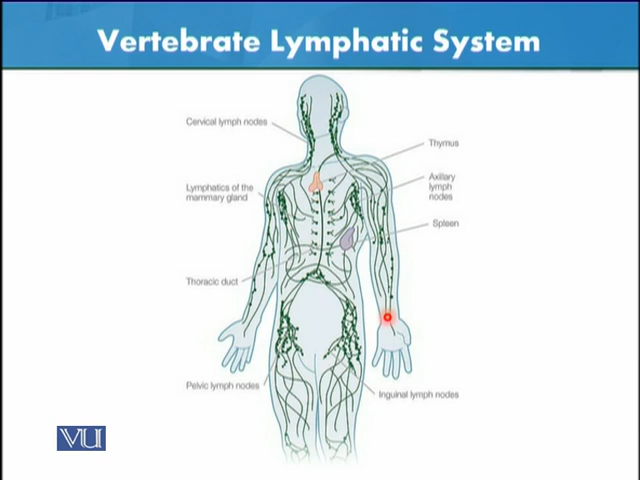 Vertebrate Lymphatic System
Cervical lymph nodes
Thymus
Lymphatics of the
mammary gland
Axillary
lymph
nodes
Spleen
Thoracic duct
Pelvic lymph nodes
Inguinal lymph nodes
VU